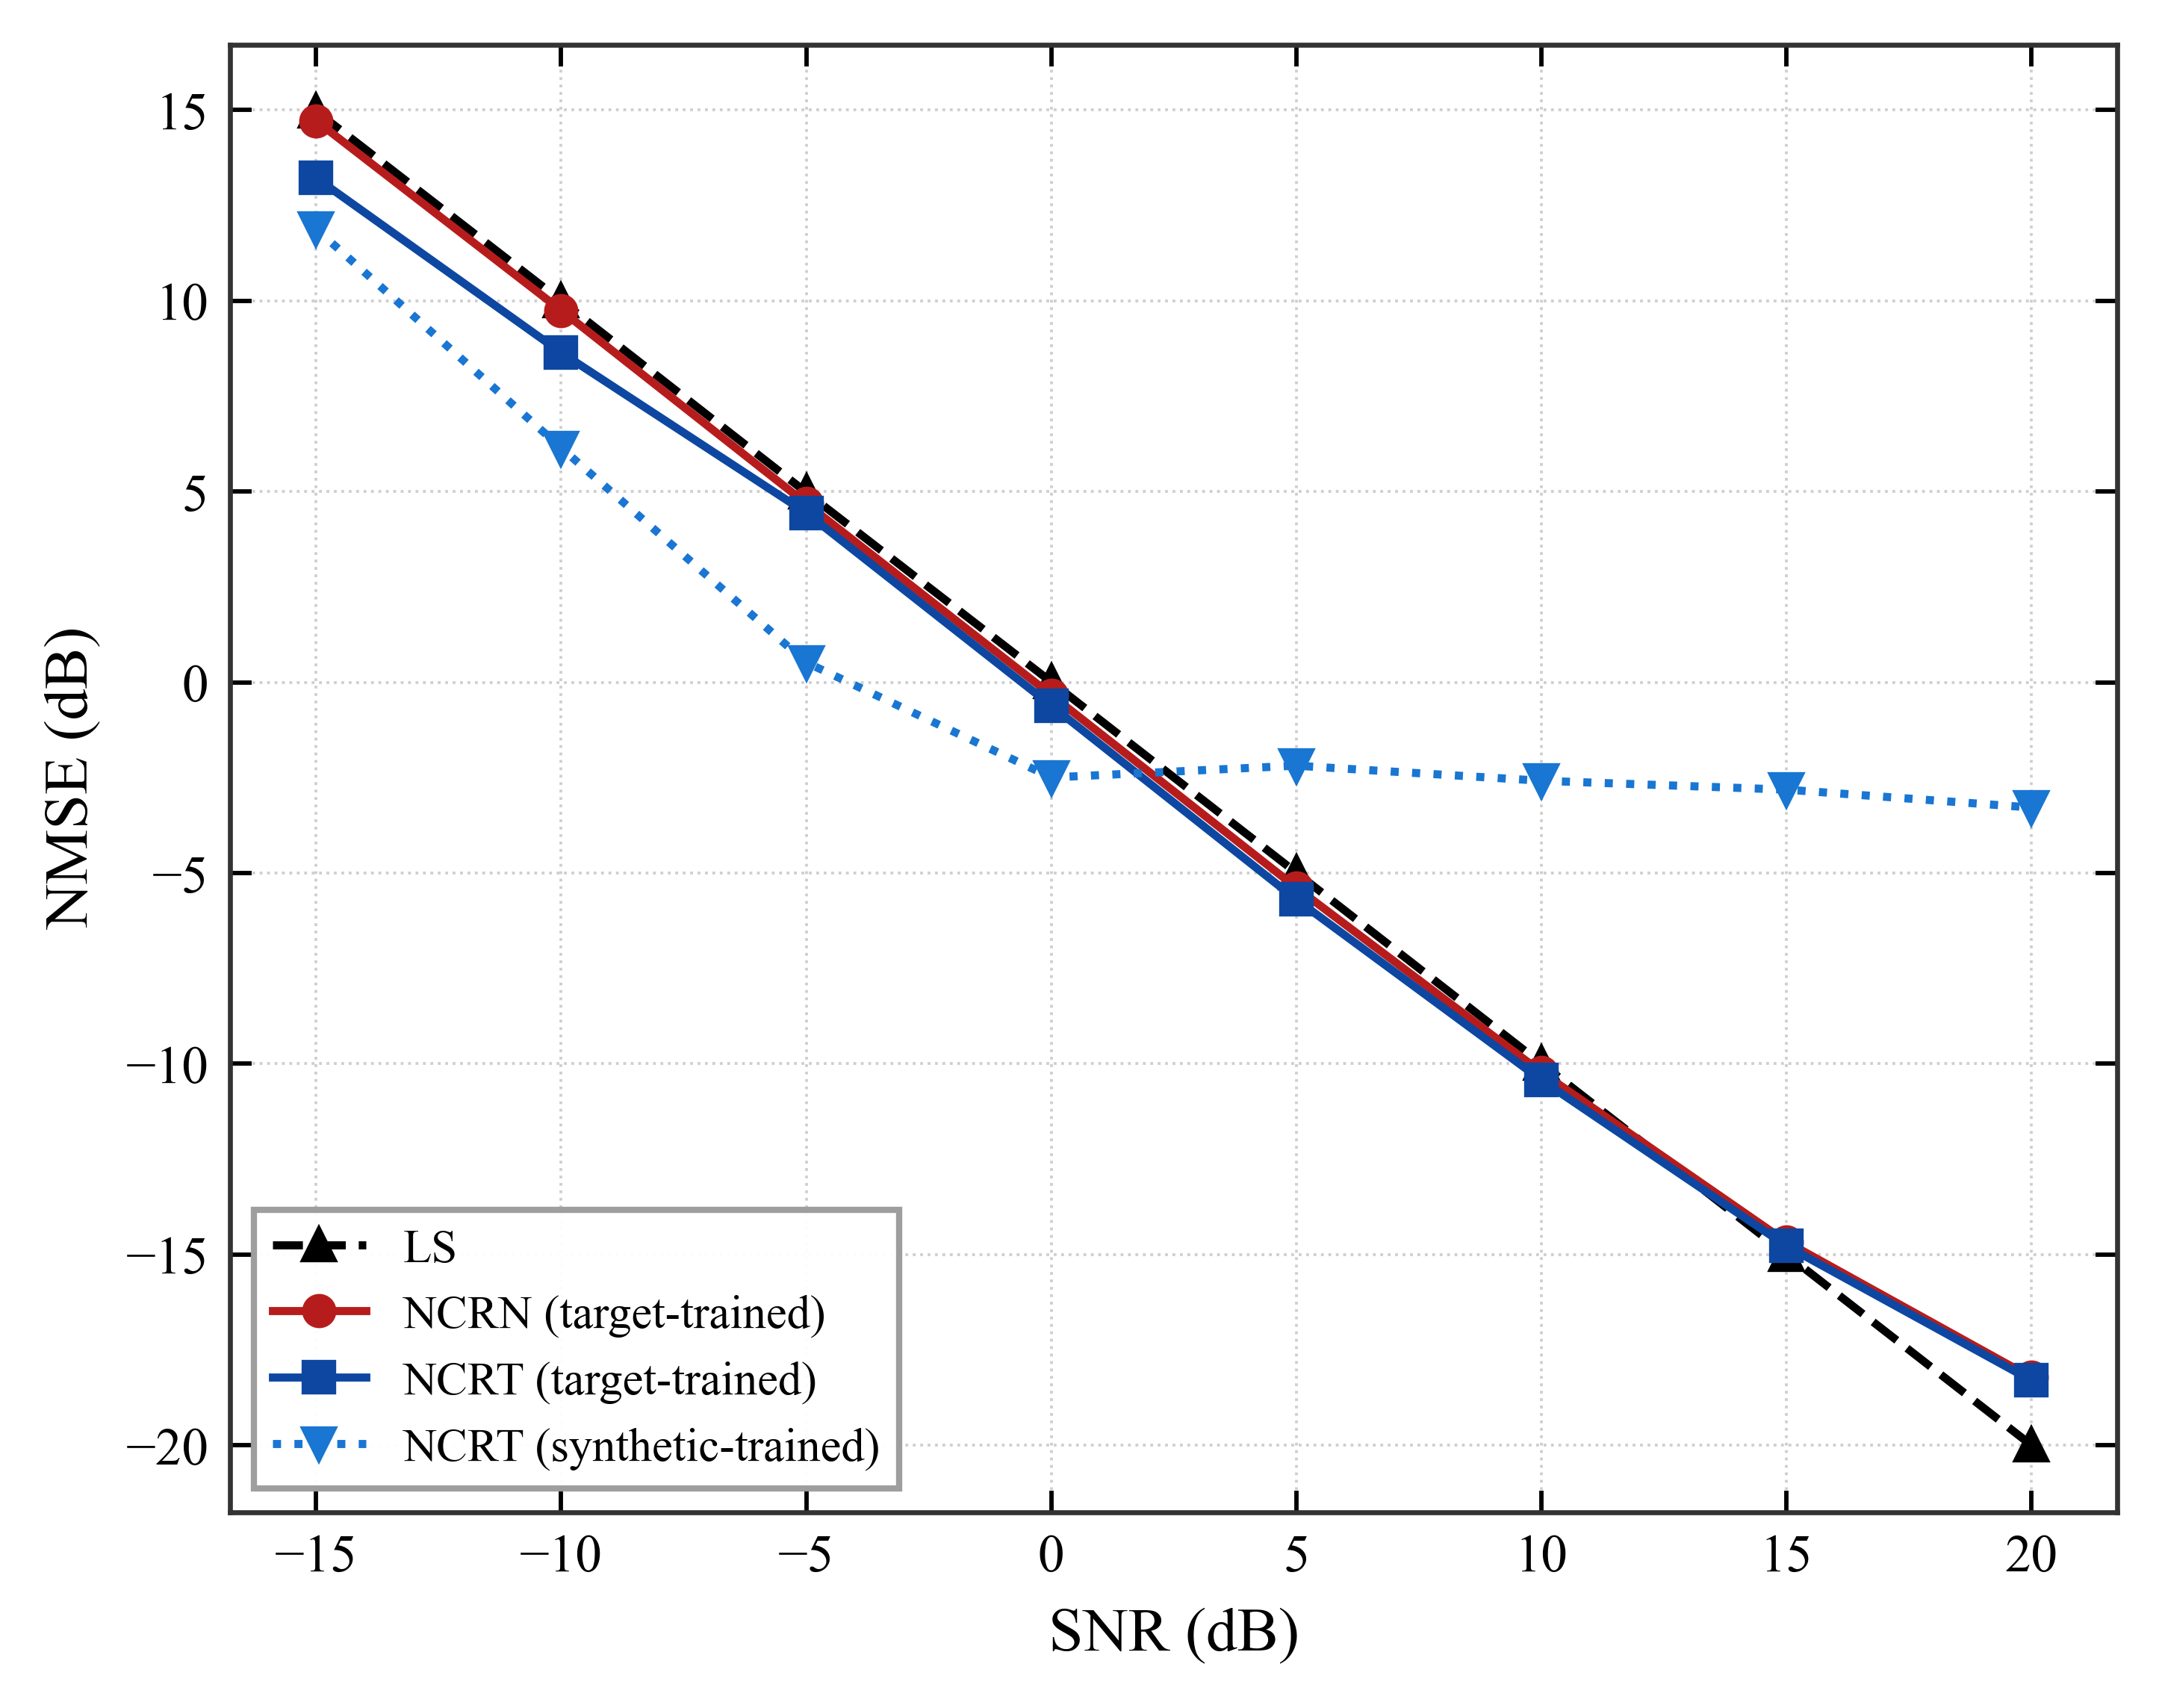 15
10
5
0
−5
−10
−15
−20
NMSE (dB)
LS
NCRN (target-trained)
NCRT (target-trained)
NCRT (synthetic-trained)
−15 −10 −5 0 5 10 15 20
SNR (dB)